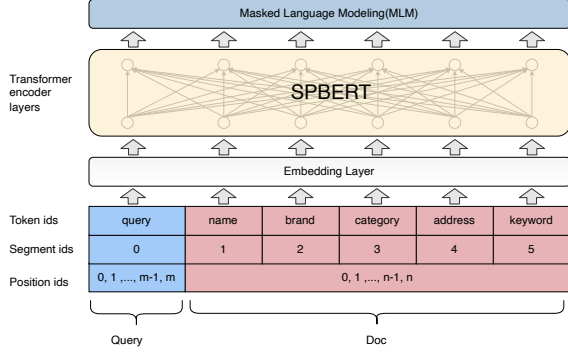 Masked Language Modeling(MLM)
Transformer
encoder
layers
SPBERT
Embedding Layer
Token ids query name brand category address keyword
Segment ids 0 1 2 3 4 5
Position ids 0, 1 ,..., m-1, m 0, 1 ,..., n-1, n
Query Doc